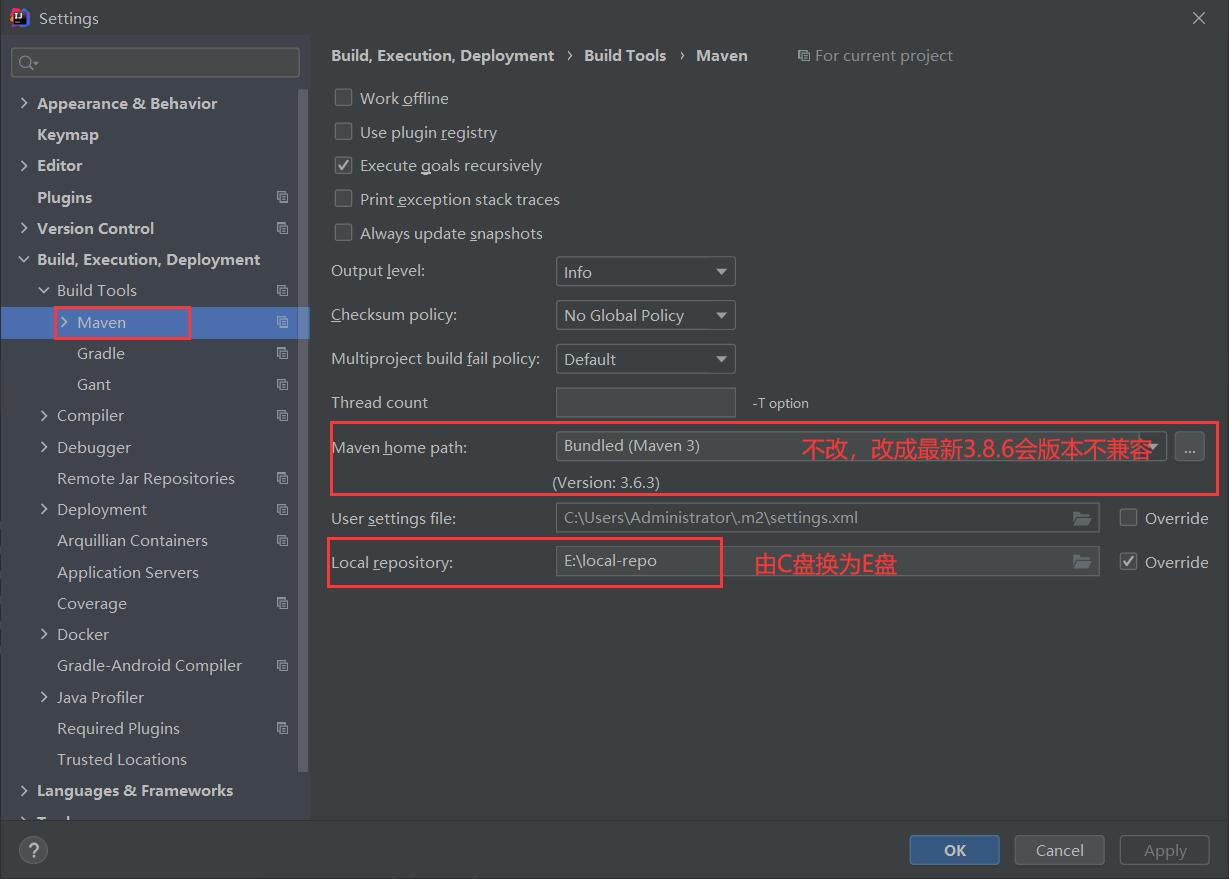 Settings
Build, Execution, Deployment › Build Tools › Maven For current project
Appearance & Behavior
Keymap
Editor
Plugins
Version Control
Build, Execution, Deployment
Build Tools
Maven
Gradle
Gant
Compiler
Debugger
Remote Jar Repositories
Deployment
Arquillian Containers
Application Servers
Coverage
Docker
Gradle-Android Compiler
Java Profiler
Required Plugins
Trusted Locations
Languages & Frameworks
Work offline
Use plugin registry
Execute goals recursively
Print exception stack traces
Always update snapshots
Output level: Info
Checksum policy: No Global Policy
Multiproject build fail policy: Default
Thread count -T option
Maven home path: Bundled (Maven 3) 不改，改成最新3.8.6会版本不兼容 ...
(Version: 3.6.3)
User settings file: C:\Users\Administrator\.m2\settings.xml Override
Local repository: E:\local-repo 由C盘换为E盘 Override
? OK Cancel Apply